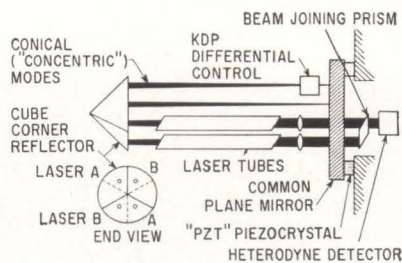 BEAM JOINING PRISM
CONICAL
("CONCENTRIC")
MODES
KDP
DIFFERENTIAL
CONTROL
CUBE
CORNER
REFLECTOR
LASER A
B
LASER B
A
END VIEW
LASER TUBES
COMMON
PLANE MIRROR
"PZT" PIEZOCRYSTAL
HETERODYNE DETECTOR